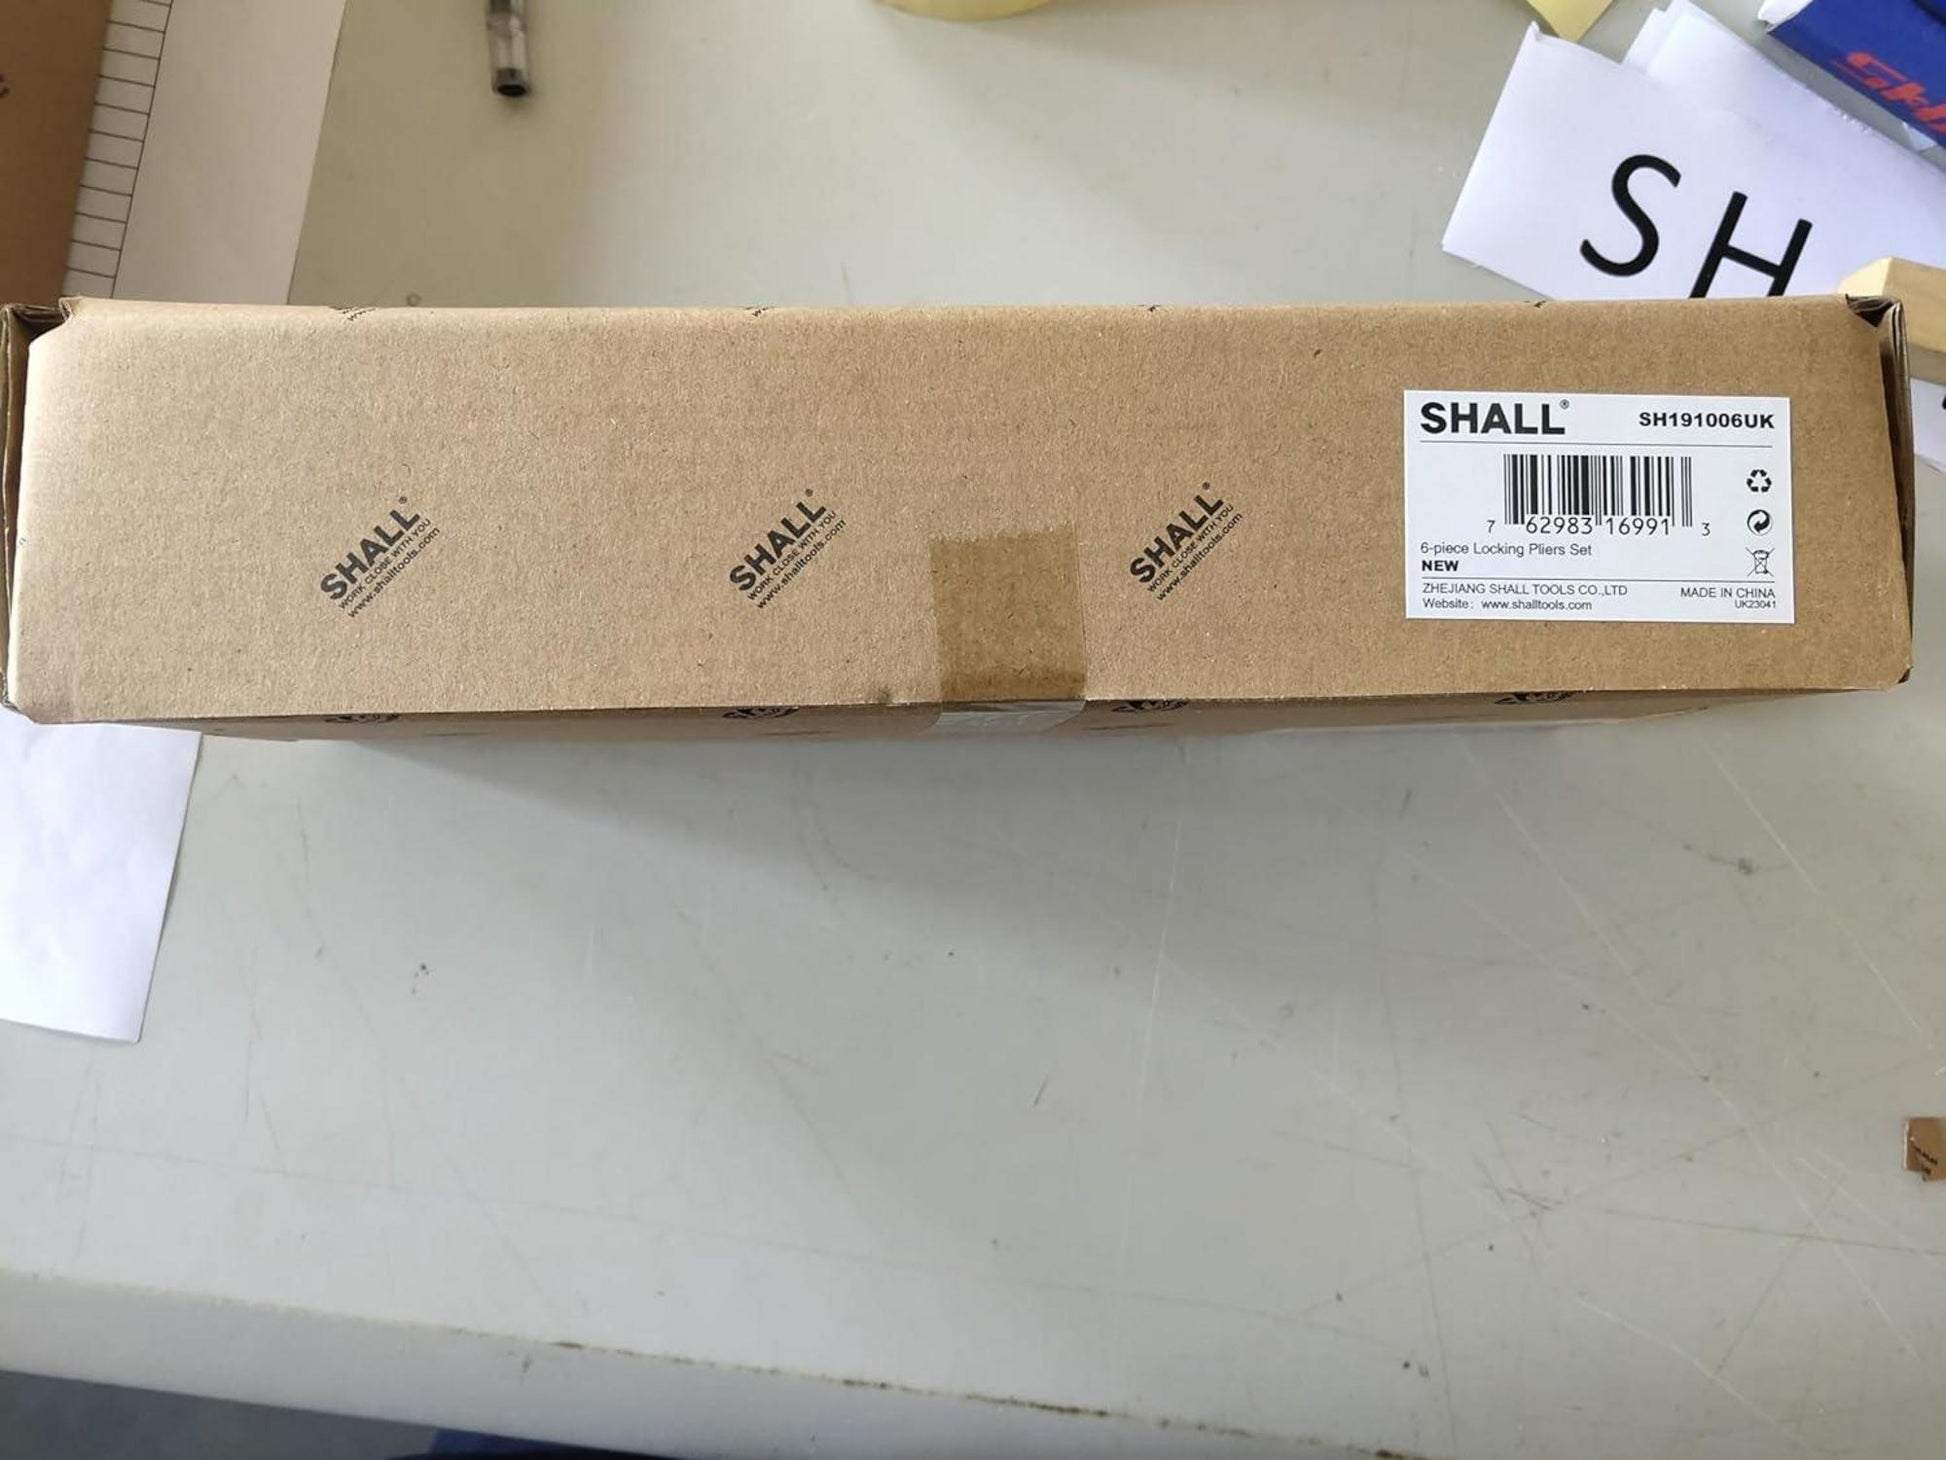 SH
SHALL®
WORK CLOSE WITH YOU
www.shalltools.com
SHALL®
WORK CLOSE WITH YOU
www.shalltools.com
SHALL®
WORK CLOSE WITH YOU
www.shalltools.com
SHALL® SH191006UK
7 62983 16991 3
6-piece Locking Pliers Set
NEW
ZHEJIANG SHALL TOOLS CO.,LTD MADE IN CHINA
Website: www.shalltools.com UK23041